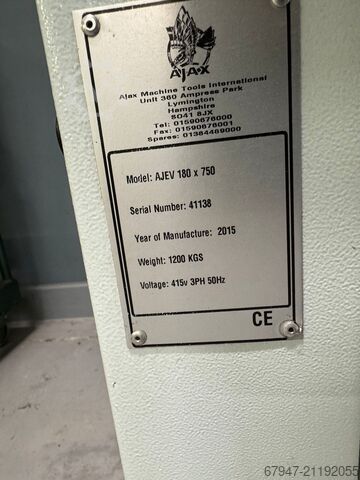 AJAX
Ajax Machine Tools International
Unit 360 Ampress Park
Lymington
Hampshire
SO41 8JX
Tel: 01590676000
Fax: 01590676001
Spares: 01384469000
Model: AJEV 180 x 750
Serial Number: 41138
Year of Manufacture: 2015
Weight: 1200 KGS
Voltage: 415v 3PH 50Hz
CE
67947-21192055